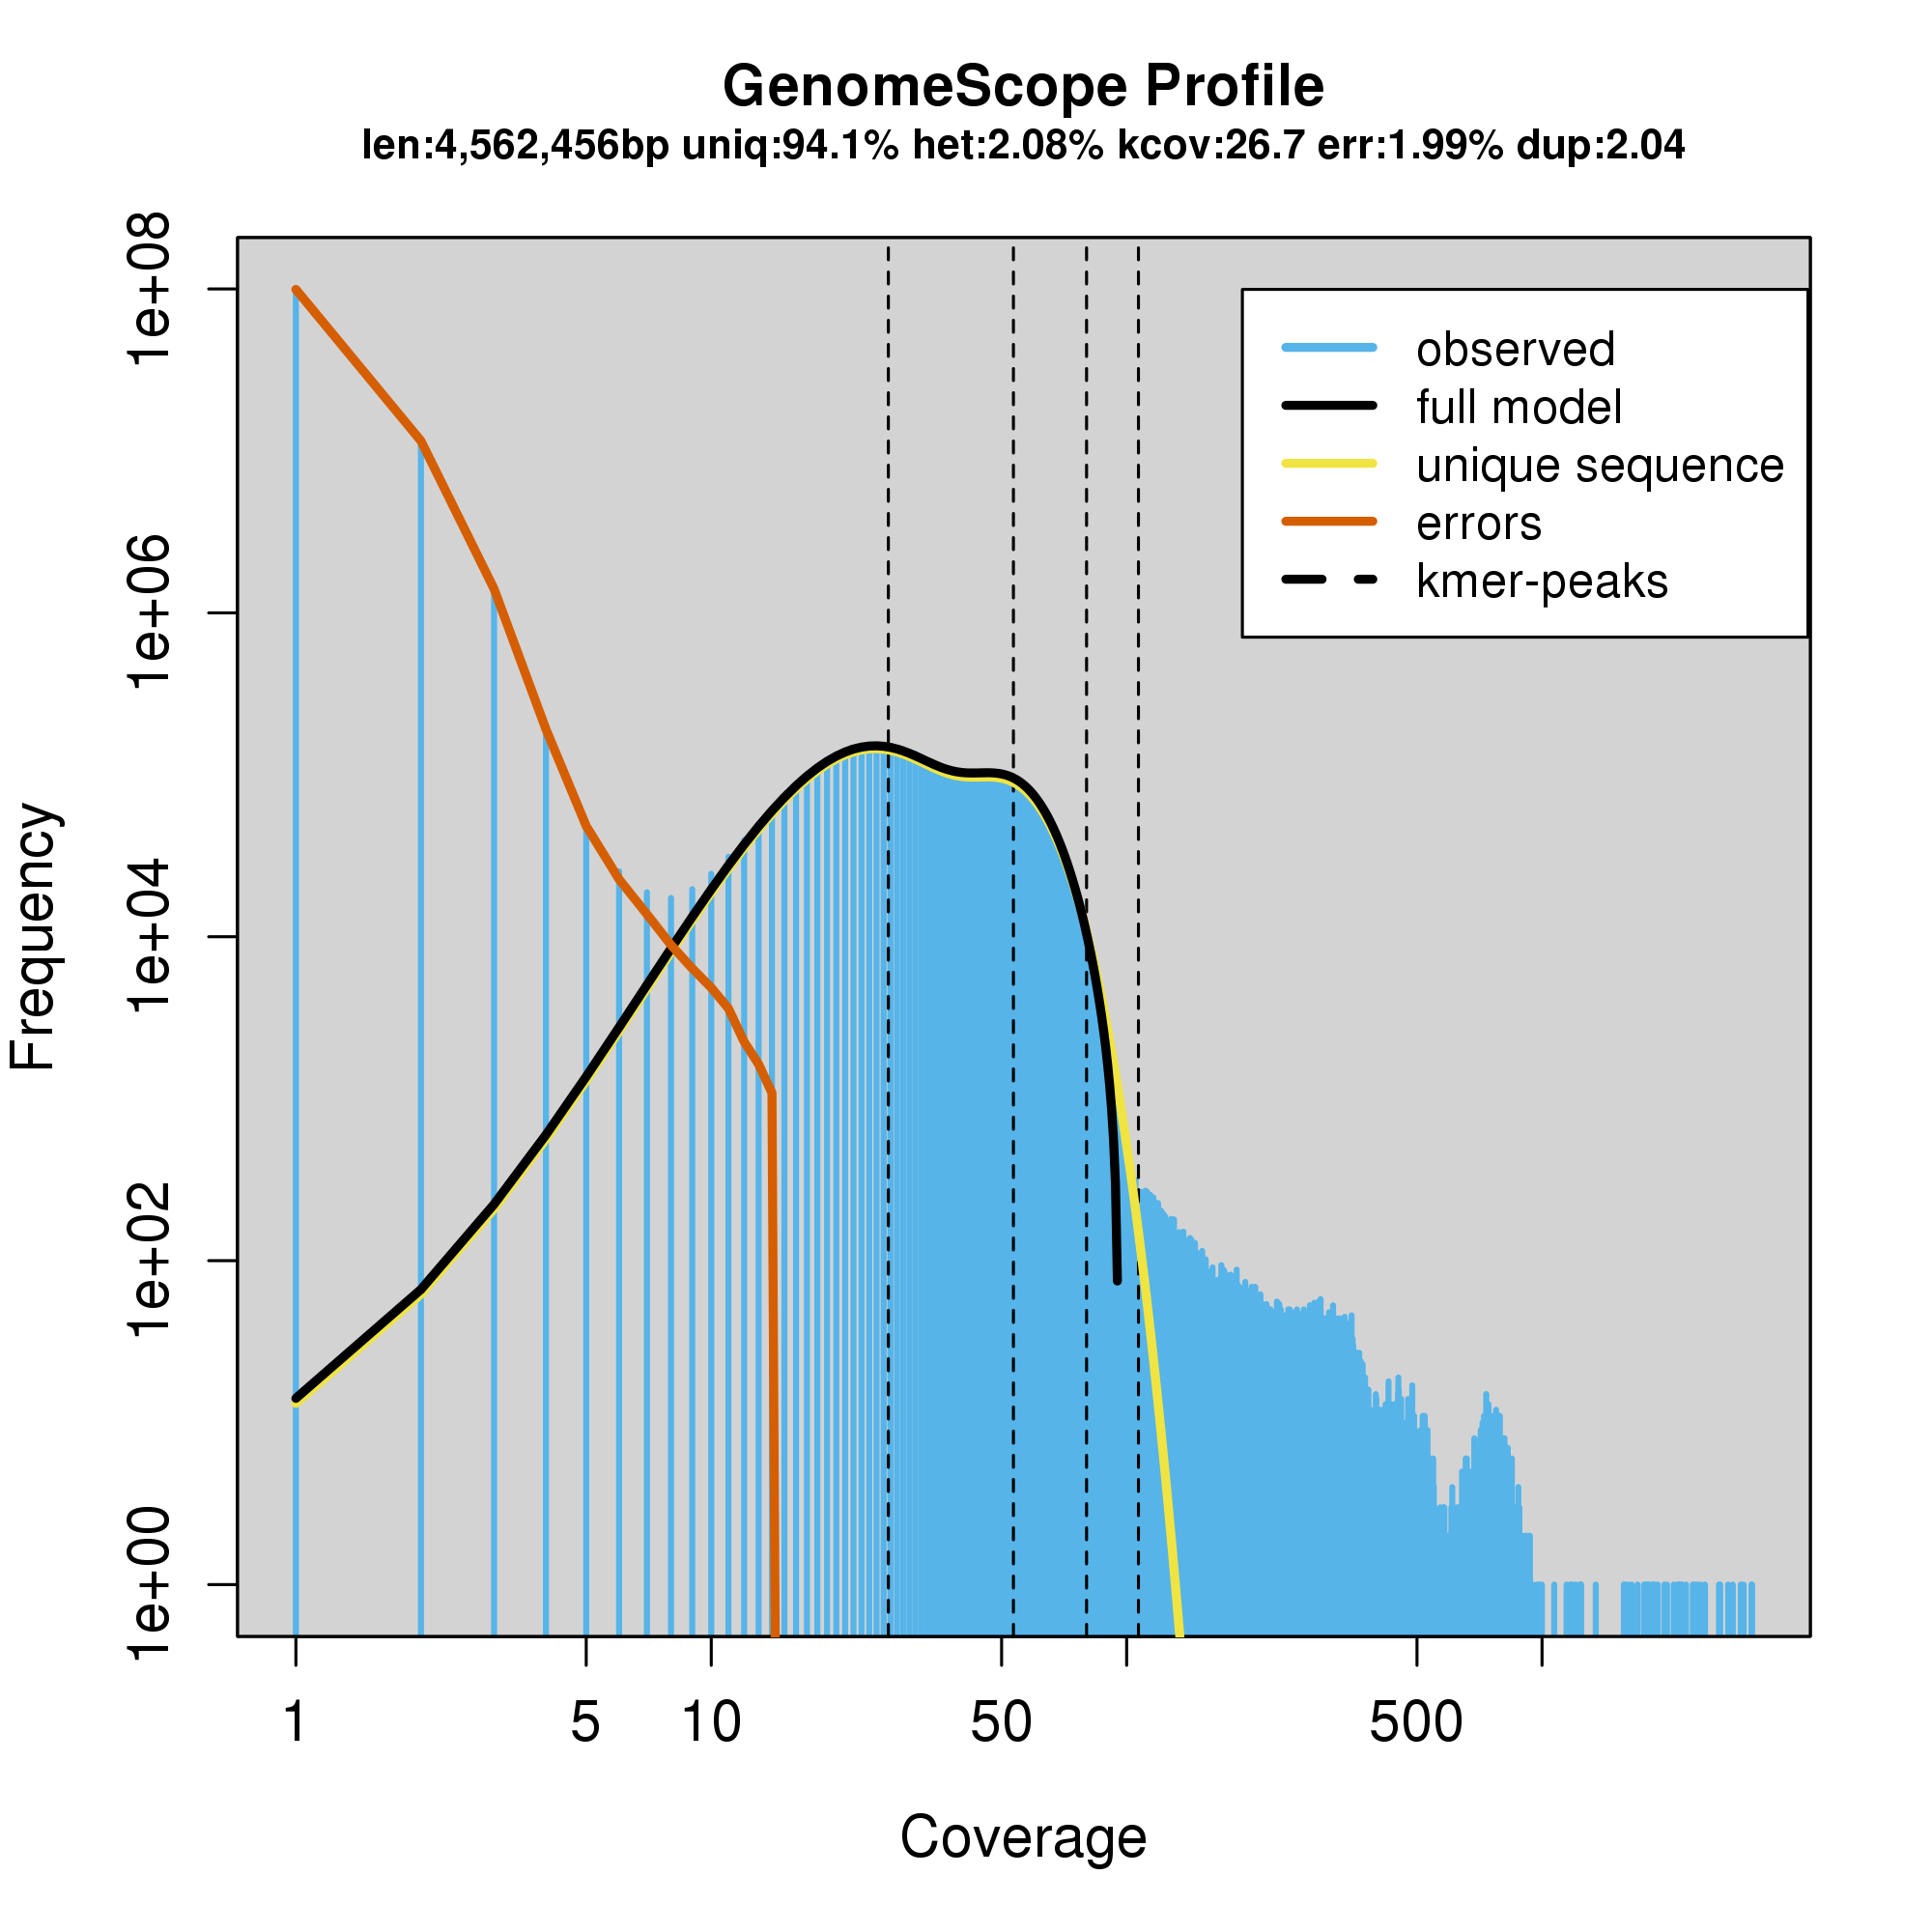 GenomeScope Profile
len:4,562,456bp uniq:94.1% het:2.08% kcov:26.7 err:1.99% dup:2.04
observed
full model
unique sequence
errors
kmer-peaks
1e+08
1e+06
1e+04
1e+02
1e+00
Frequency
1 5 10 50 500
Coverage